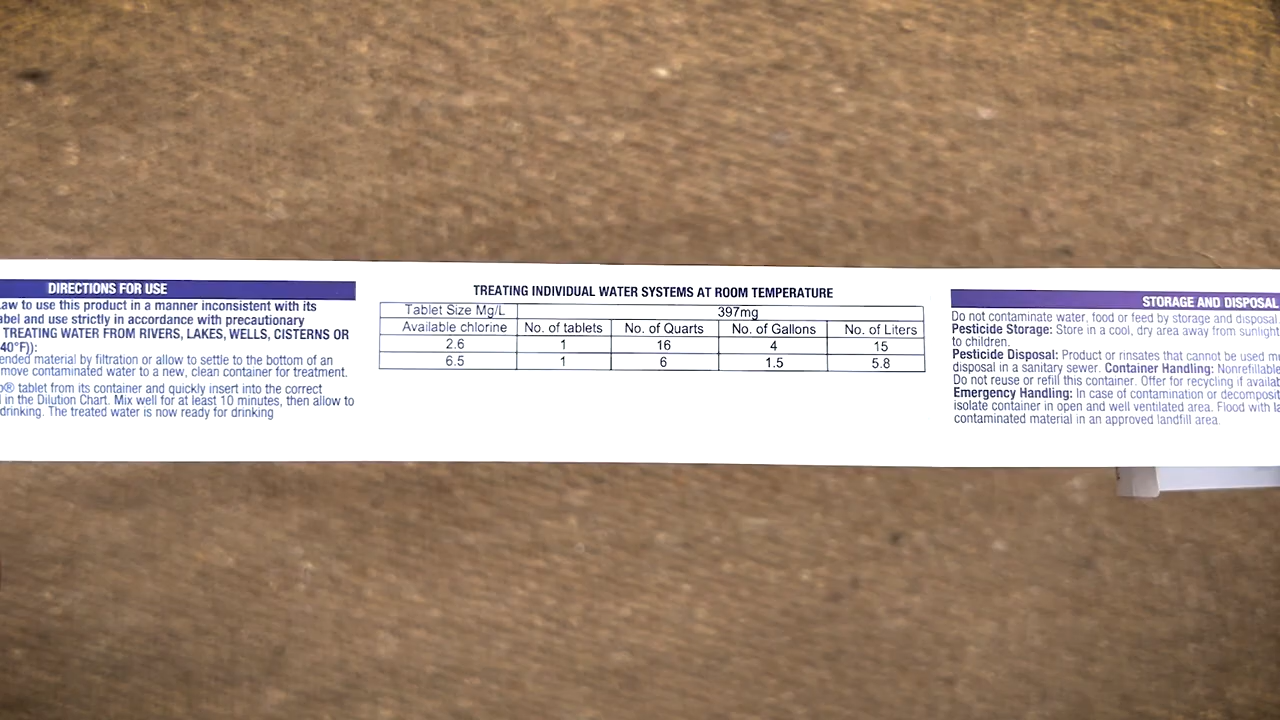 DIRECTIONS FOR USE
Law to use this product in a manner inconsistent with its
abel and use strictly in accordance with precautionary
TREATING WATER FROM RIVERS, LAKES, WELLS, CISTERNS OR
40°F)):
ended material by filtration or allow to settle to the bottom of an
move contaminated water to a new, clean container for treatment.
® tablet from its container and quickly insert into the correct
in the Dilution Chart. Mix well for at least 10 minutes, then allow to
drinking. The treated water is now ready for drinking
TREATING INDIVIDUAL WATER SYSTEMS AT ROOM TEMPERATURE
Tablet Size Mg/L 397mg
Available chlorine No. of tablets No. of Quarts No. of Gallons No. of Liters
2.6 1 16 4 15
6.5 1 6 1.5 5.8
STORAGE AND DISPOSAL
Do not contaminate water, food or feed by storage and disposal.
Pesticide Storage: Store in a cool, dry area away from sunlight
to children.
Pesticide Disposal: Product or rinsates that cannot be used mu
disposal in a sanitary sewer. Container Handling: Nonrefillable
Do not reuse or refill this container. Offer for recycling if availab
Emergency Handling: In case of contamination or decomposit
isolate container in open and well ventilated area. Flood with la
contaminated material in an approved landfill area.